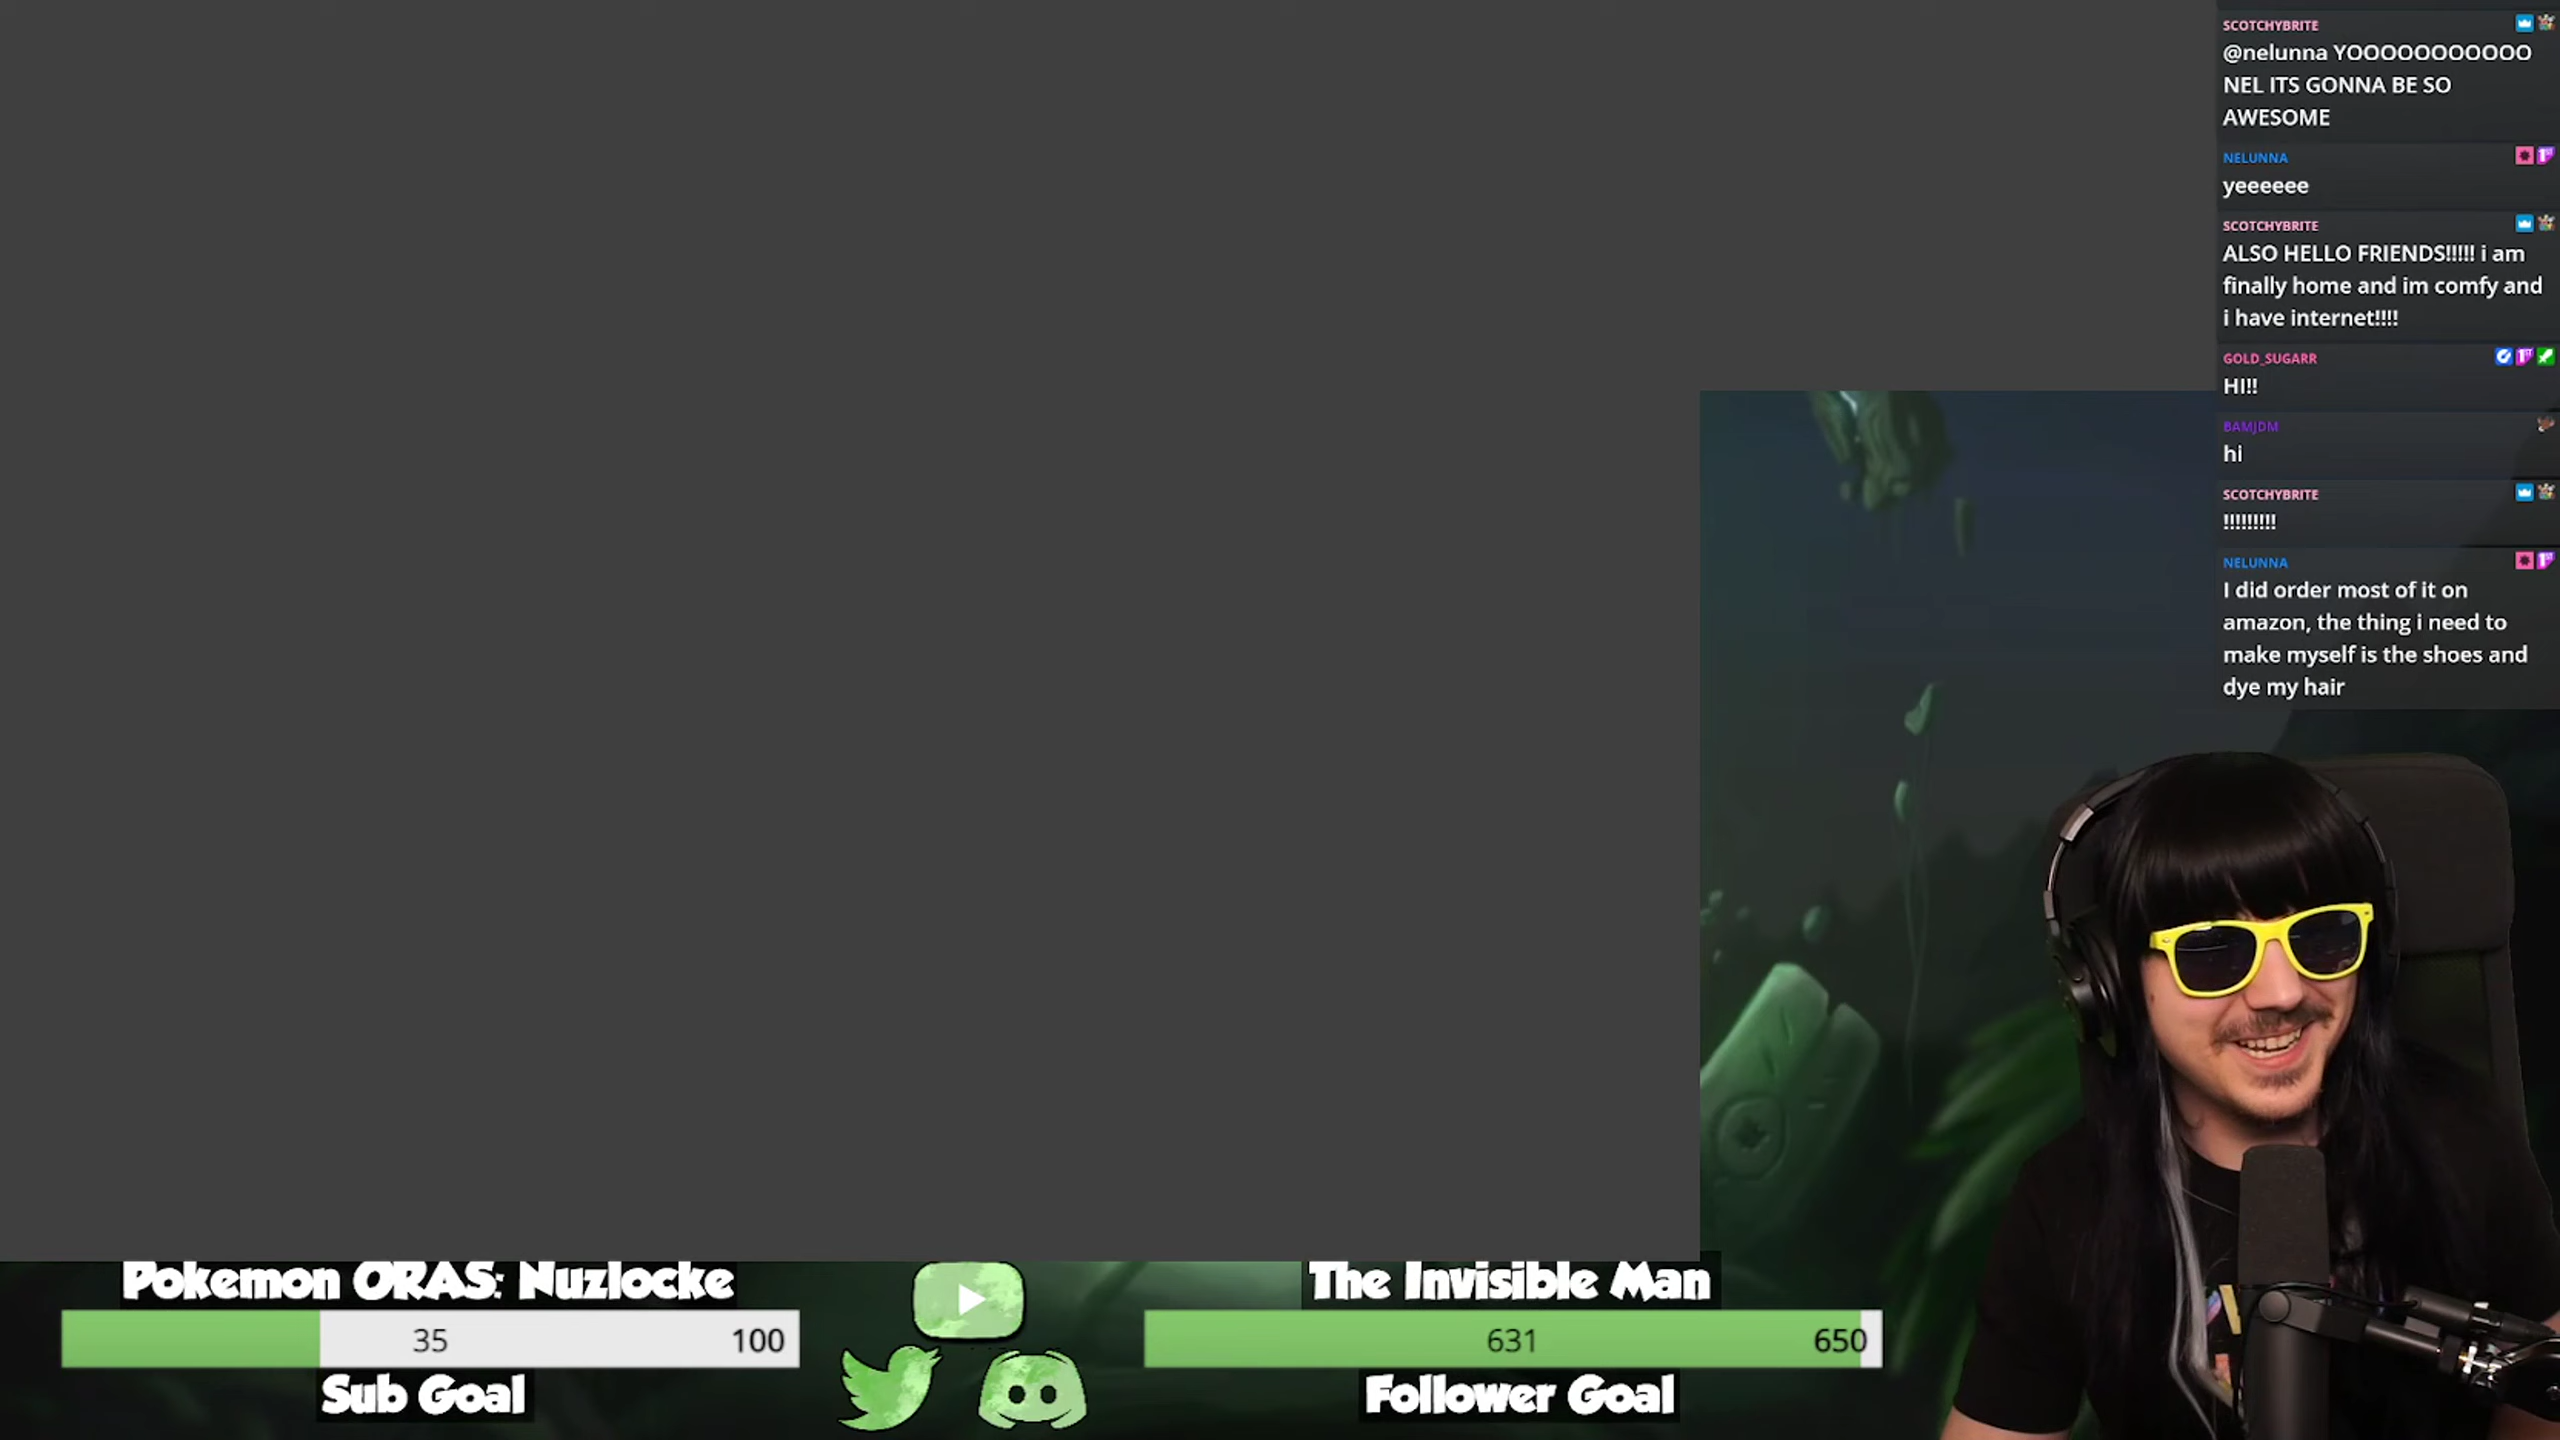 SCOTCHYBRITE
@nelunna YOOOOOOOOOOO
NEL ITS GONNA BE SO
AWESOME
NELUNNA
yeeeeee
SCOTCHYBRITE
ALSO HELLO FRIENDS!!!!! i am
finally home and im comfy and
i have internet!!!!
GOLD_SUGARR
HI!!
BAMJDM
hi
SCOTCHYBRITE
!!!!!!!!!
NELUNNA
I did order most of it on
amazon, the thing i need to
make myself is the shoes and
dye my hair
Pokemon ORAS: Nuzlocke
35 100
Sub Goal
The Invisible Man
631 650
Follower Goal